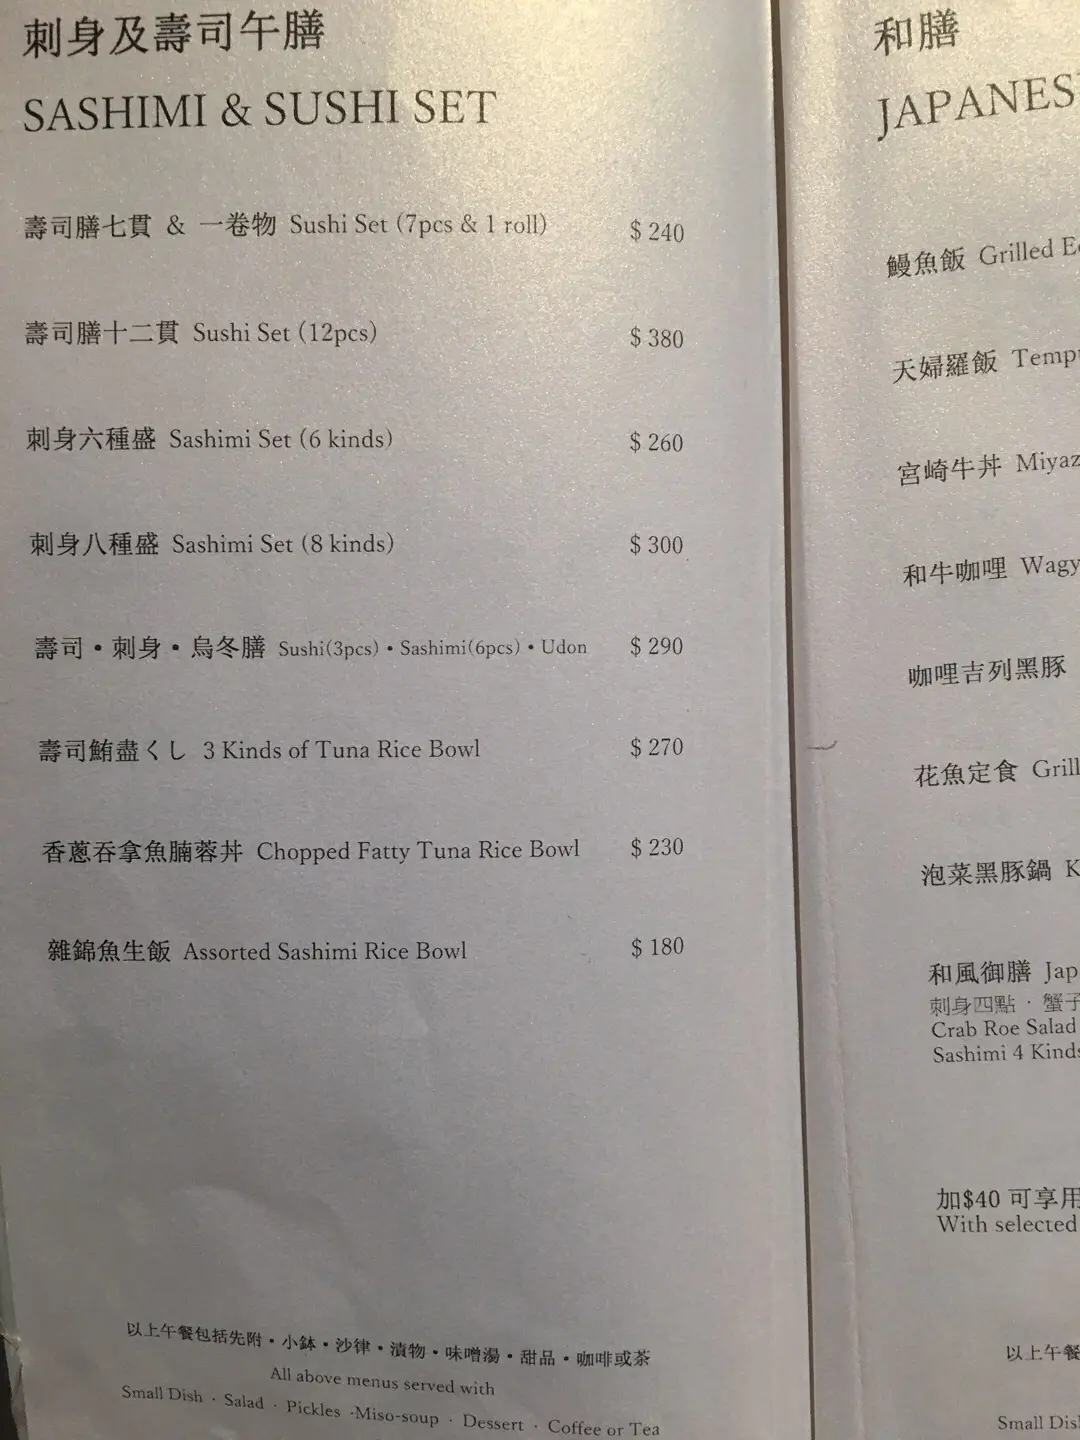 刺身及壽司午膳
SASHIMI & SUSHI SET
壽司膳七貫 & 一卷物 Sushi Set (7pcs & 1 roll) $ 240
壽司膳十二貫 Sushi Set (12pcs) $ 380
刺身六種盛 Sashimi Set (6 kinds) $ 260
刺身八種盛 Sashimi Set (8 kinds) $ 300
壽司・刺身・烏冬膳 Sushi(3pcs)・Sashimi(6pcs)・Udon $ 290
壽司鮪盡くし 3 Kinds of Tuna Rice Bowl $ 270
香蔥吞拿魚腩蓉丼 Chopped Fatty Tuna Rice Bowl $ 230
雜錦魚生飯 Assorted Sashimi Rice Bowl $ 180
以上午餐包括先附・小鉢・沙律・漬物・味噌湯・甜品・咖啡或茶
All above menus served with
Small Dish · Salad · Pickles ·Miso-soup · Dessert · Coffee or Tea
和膳
JAPANES
鰻魚飯 Grilled
天婦羅飯 Temp
宮崎牛丼 Miyaz
和牛咖哩 Wagy
咖哩吉列黑豚
花魚定食 Gril
泡菜黑豚鍋 K
和風御膳 Jap
刺身四點 · 蟹子
Crab Roe Salad
Sashimi 4 Kinds
加$40 可享用
With selected
以上午餐
Small Dis